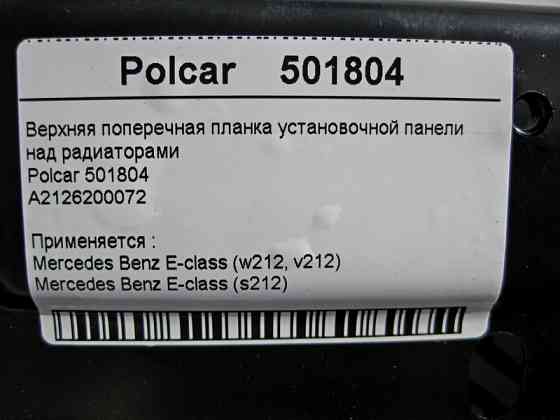 Polcar 501804
Верхняя поперечная планка установочной панели
над радиаторами
Polcar 501804
A2126200072
Применяется :
Mercedes Benz E-class (w212, v212)
Mercedes Benz E-class (s212)